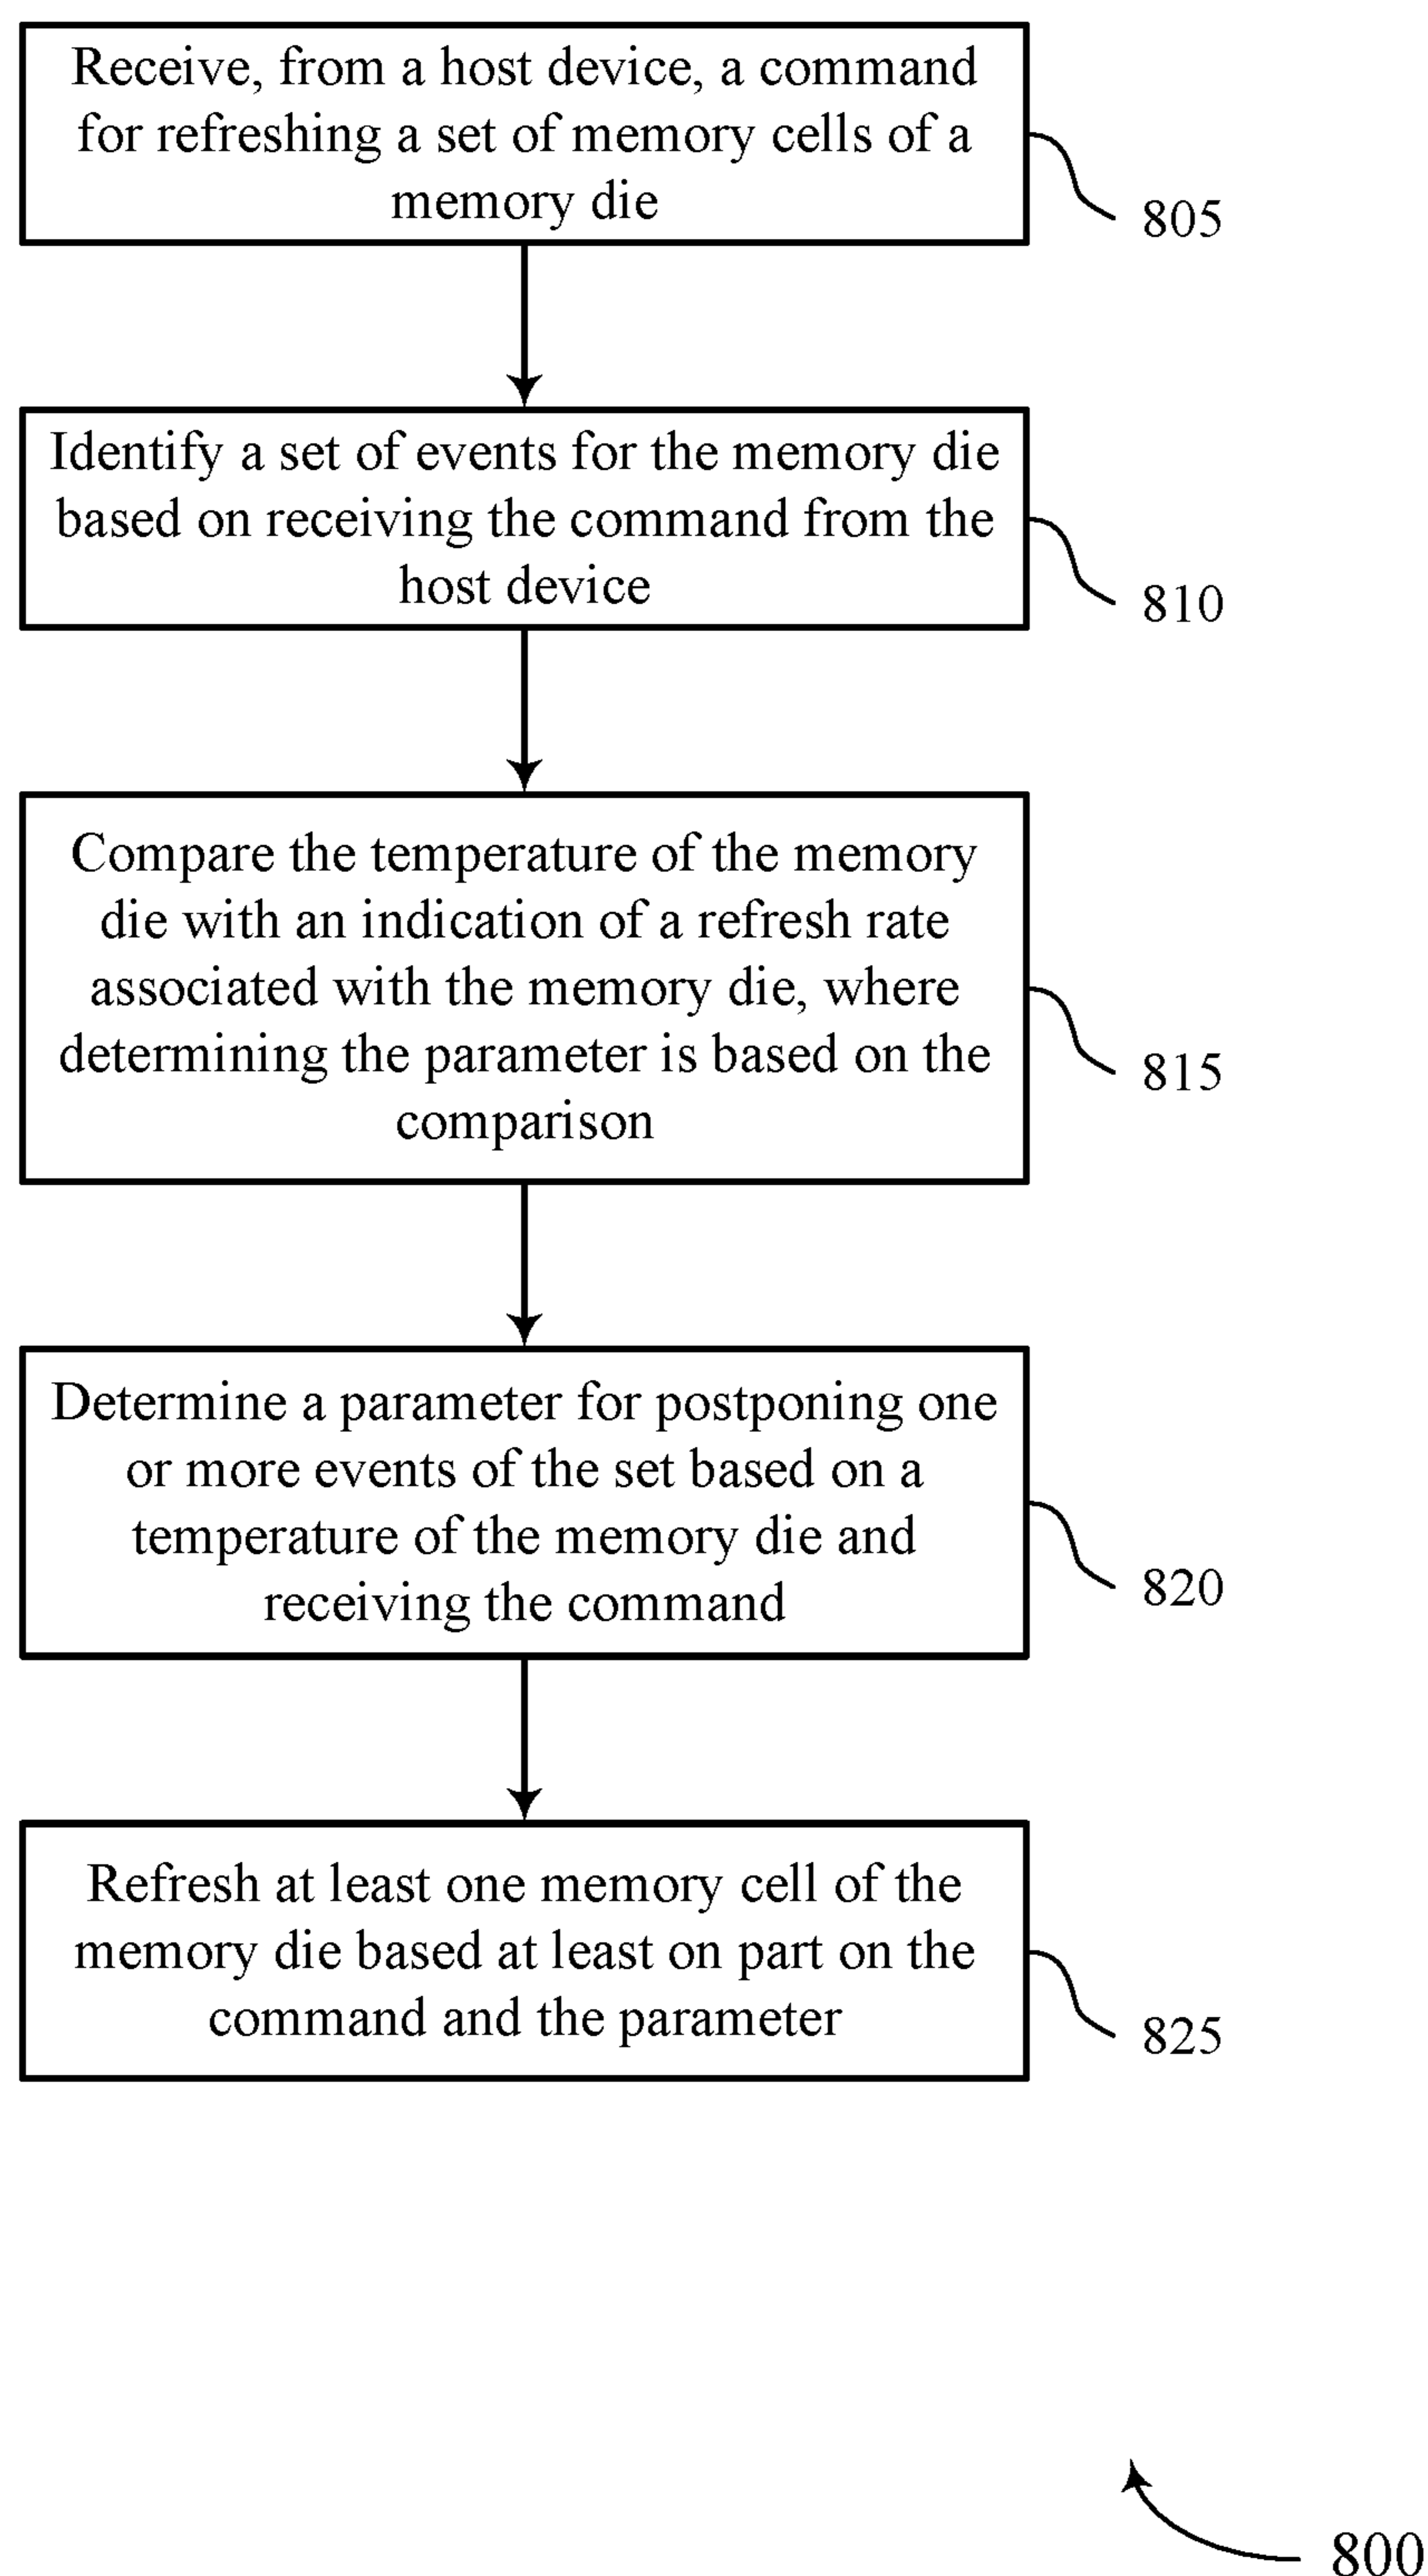 Receive, from a host device, a command
for refreshing a set of memory cells of a
memory die
805
Identify a set of events for the memory die
based on receiving the command from the
host device
810
Compare the temperature of the memory
die with an indication of a refresh rate
associated with the memory die, where
determining the parameter is based on the
comparison
815
Determine a parameter for postponing one
or more events of the set based on a
temperature of the memory die and
receiving the command
820
Refresh at least one memory cell of the
memory die based at least on part on the
command and the parameter
825
800